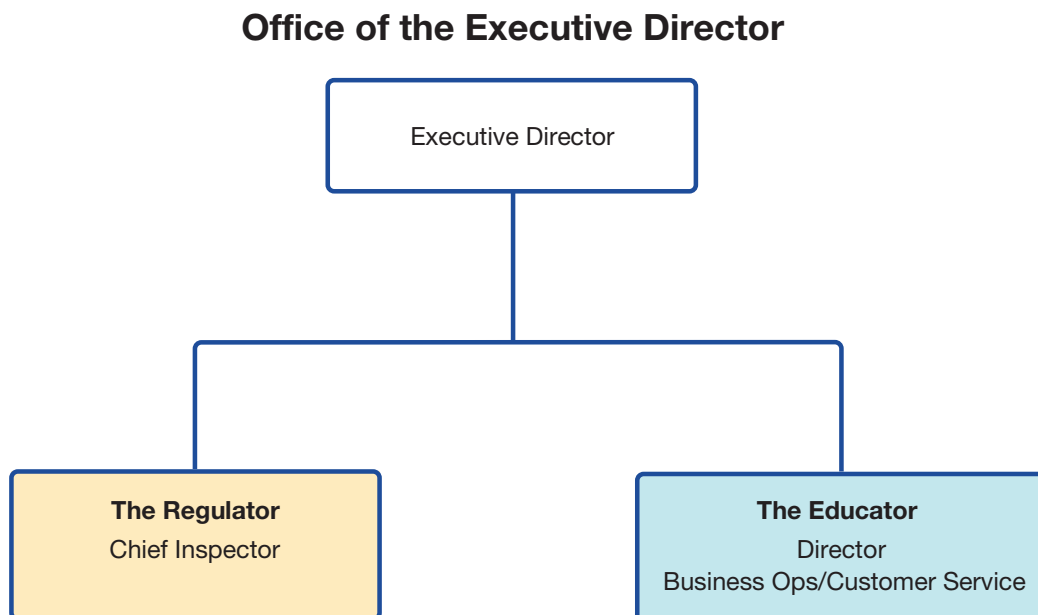 Office of the Executive Director
Executive Director
The Regulator
Chief Inspector
The Educator
Director
Business Ops/Customer Service